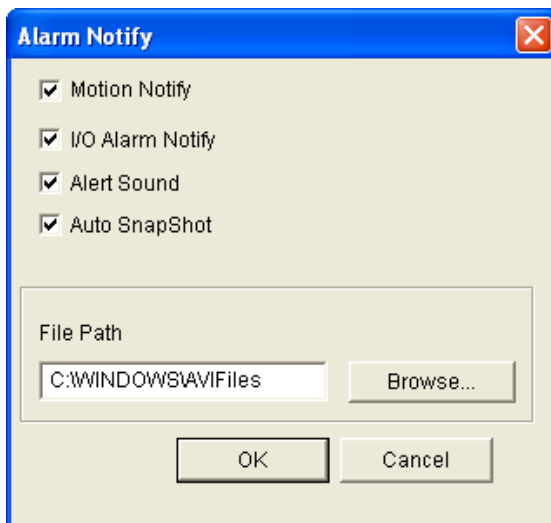 Alarm Notify
Motion Notify
I/O Alarm Notify
Alert Sound
Auto SnapShot
File Path
C:\WINDOWS\AVIFiles
Browse...
OK
Cancel